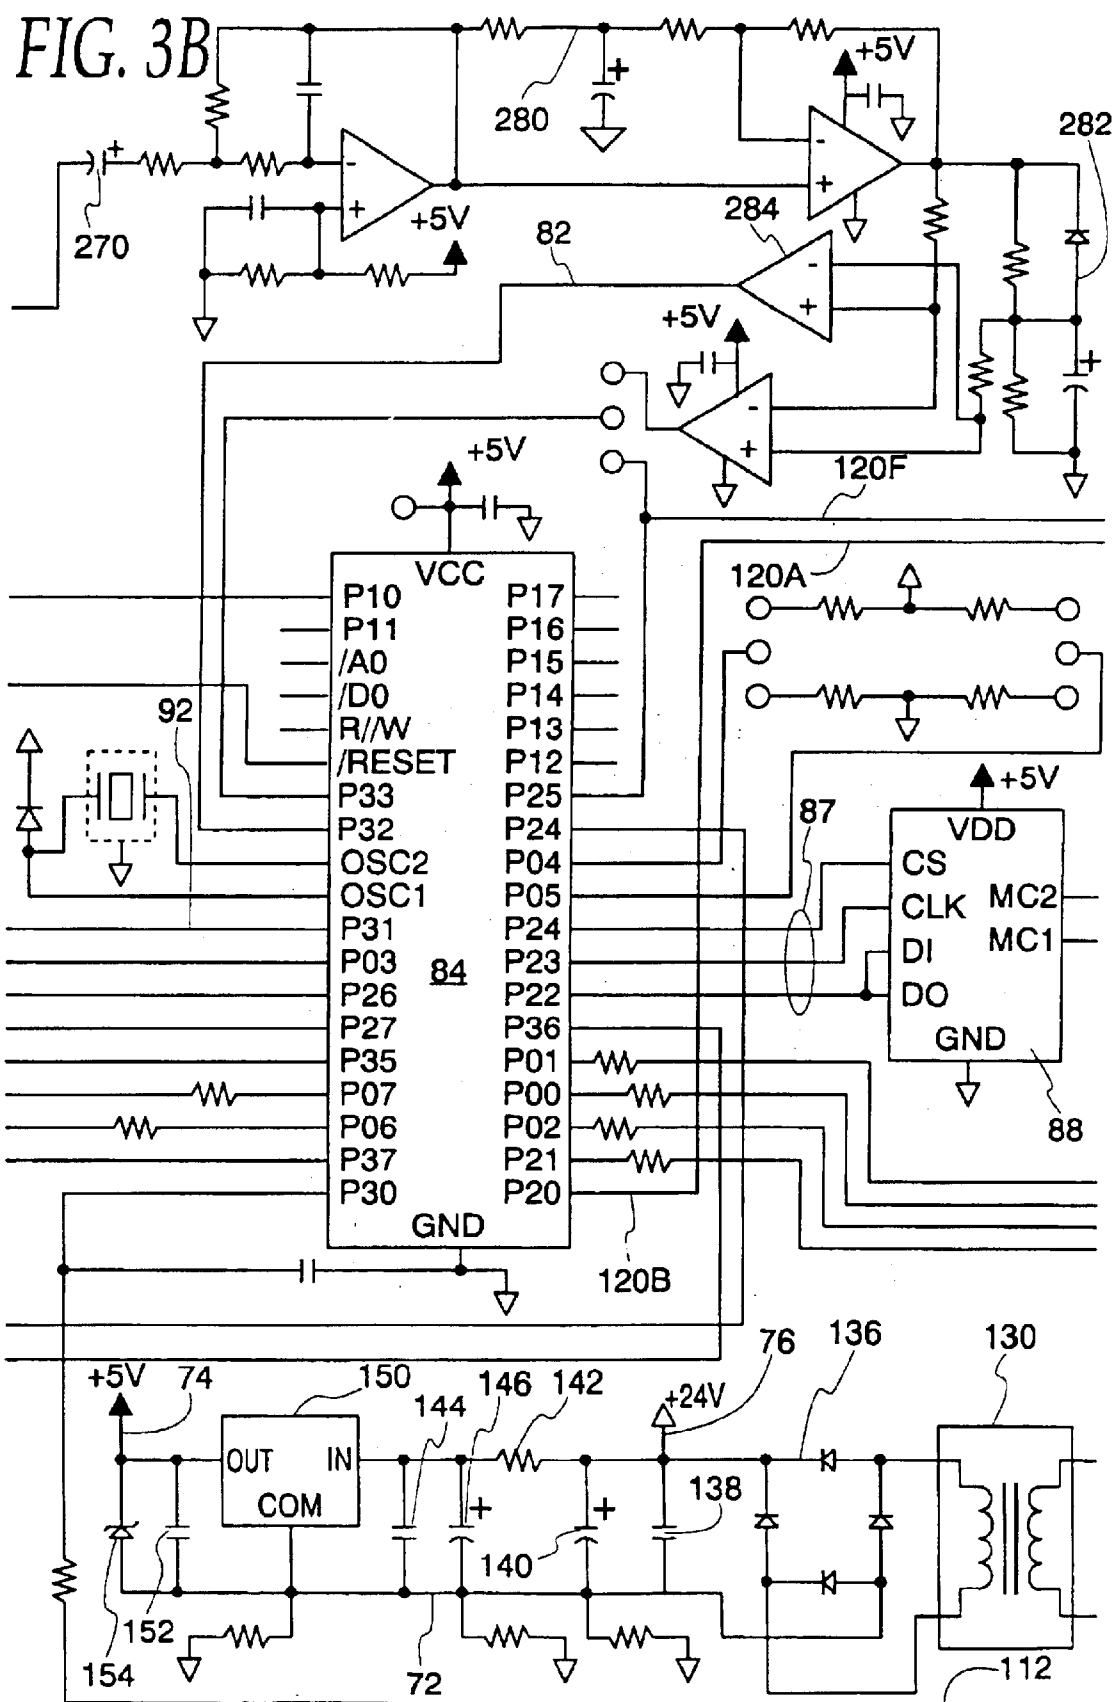 FIG. 3B
+5V
+
280
282
+
-
-
+
+
270
+5V
82
284
-
+
+5V
+
-
+
+5V
120F
VCC
120A
P10
P17
P11
P16
/A0
P15
/D0
P14
92
R//W
P13
/RESET
P12
P33
P25
+5V
P32
P24
87
VDD
OSC2
P04
CS
OSC1
P05
CLK
MC2
P31
P24
MC1
P03
84
P23
DI
P26
P22
DO
P27
P36
GND
P35
P01
P07
P00
P06
P02
88
P37
P21
P30
P20
GND
120B
+5V
74
150
146
142
76
136
130
144
+24V
OUT
IN
COM
+
+
138
140
152
154
72
112